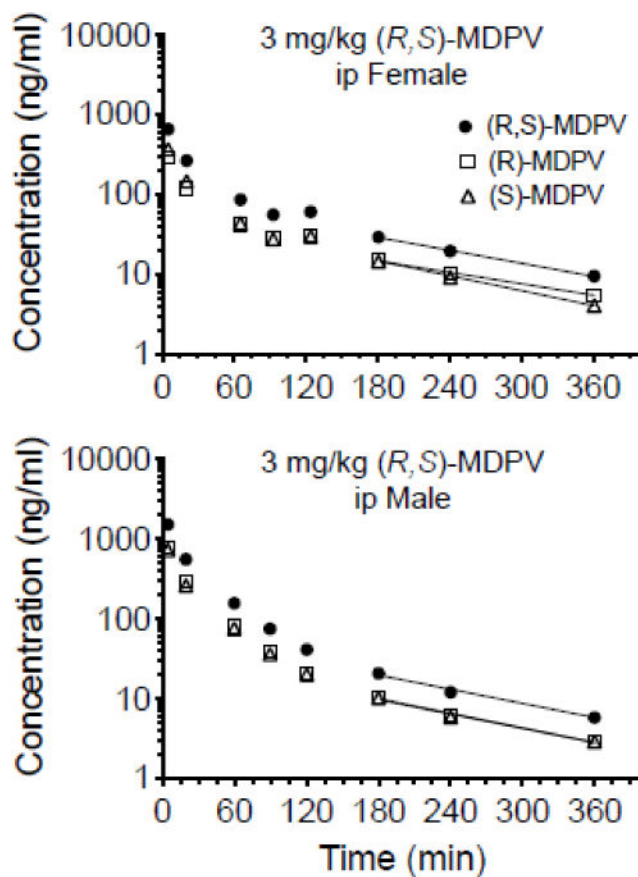 3 mg/kg (R,S)-MDPV
ip Female
(R,S)-MDPV
(R)-MDPV
(S)-MDPV
Concentration (ng/ml)
10000
1000
100
10
1
0 60 120 180 240 300 360
3 mg/kg (R,S)-MDPV
ip Male
Concentration (ng/ml)
10000
1000
100
10
1
0 60 120 180 240 300 360
Time (min)